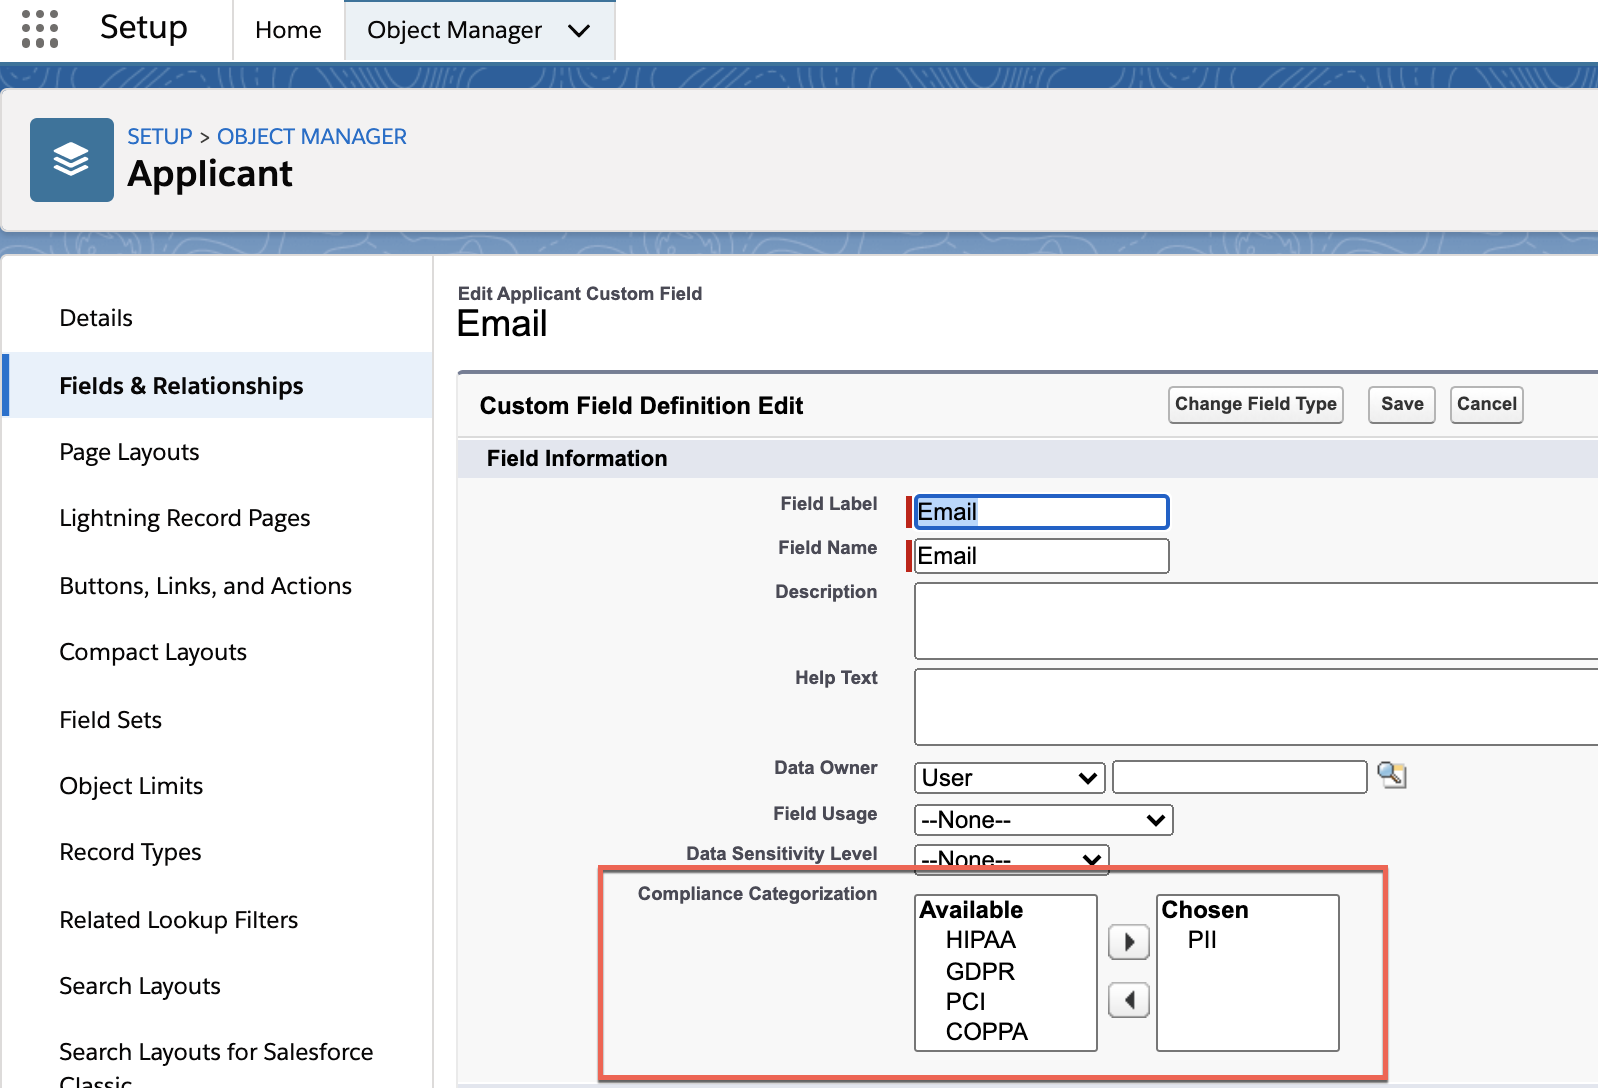 Setup
Home
Object Manager
SETUP > OBJECT MANAGER
Applicant
Details
Fields & Relationships
Page Layouts
Lightning Record Pages
Buttons, Links, and Actions
Compact Layouts
Field Sets
Object Limits
Record Types
Related Lookup Filters
Search Layouts
Search Layouts for Salesforce
Classic
Edit Applicant Custom Field
Email
Custom Field Definition Edit
Change Field Type
Save
Cancel
Field Information
Field Label
Email
Field Name
Email
Description
Help Text
Data Owner
User
Field Usage
--None--
Data Sensitivity Level
--None--
Compliance Categorization
Available
HIPAA
GDPR
PCI
COPPA
Chosen
PII